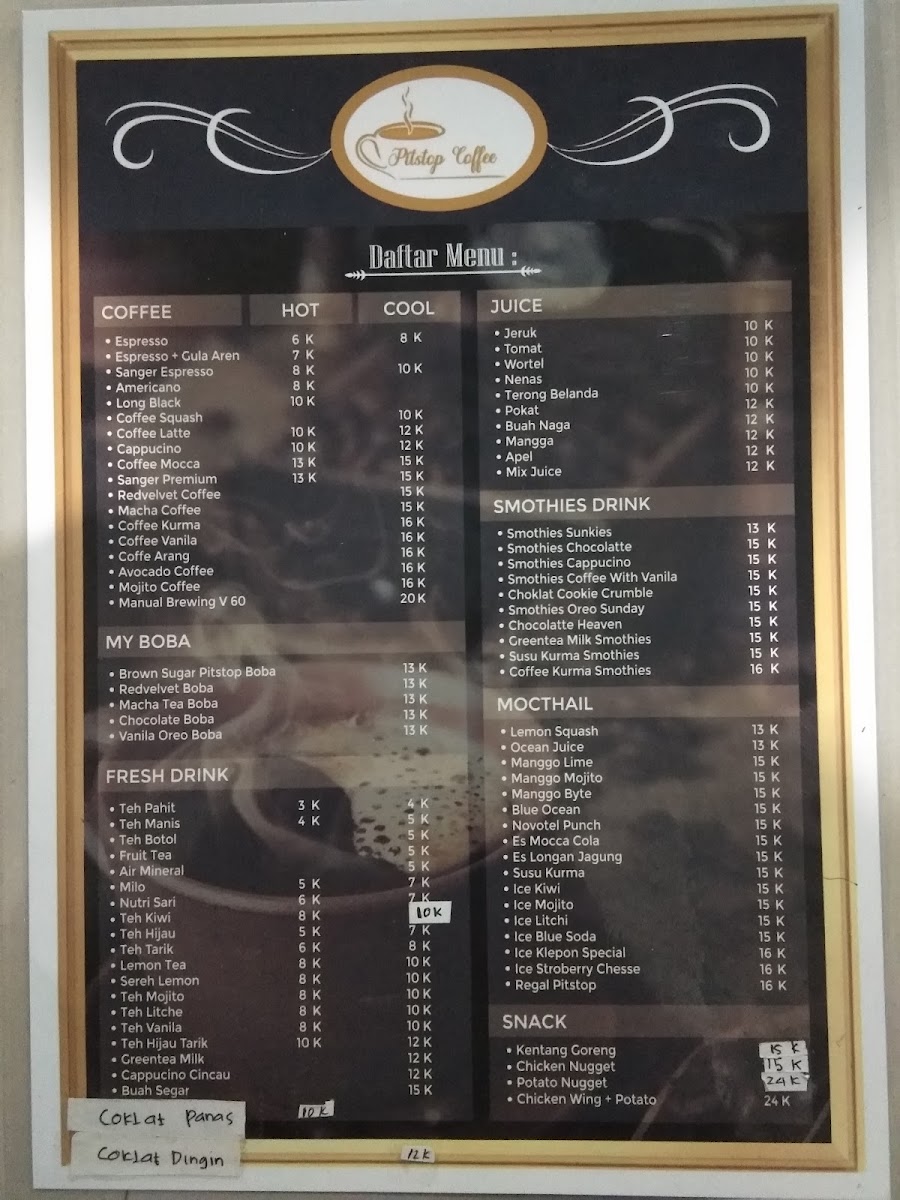 Pitstop Coffee
Daftar Menu :
COFFEE HOT COOL
• Espresso 6 K 8 K
• Espresso + Gula Aren 7 K
• Sanger Espresso 8 K 10 K
• Americano 8 K
• Long Black 10 K
• Coffee Squash 10 K
• Coffee Latte 10 K 12 K
• Cappucino 10 K 12 K
• Coffee Mocca 13 K 15 K
• Sanger Premium 13 K 15 K
• Redvelvet Coffee 15 K
• Macha Coffee 15 K
• Coffee Kurma 16 K
• Coffee Vanila 16 K
• Coffe Arang 16 K
• Avocado Coffee 16 K
• Mojito Coffee 16 K
• Manual Brewing V 60 20 K
MY BOBA
• Brown Sugar Pitstop Boba 13 K
• Redvelvet Boba 13 K
• Macha Tea Boba 13 K
• Chocolate Boba 13 K
• Vanila Oreo Boba 13 K
FRESH DRINK
• Teh Pahit 3 K 4 K
• Teh Manis 4 K 5 K
• Teh Botol 5 K
• Fruit Tea 5 K
• Air Mineral 5 K
• Milo 5 K 7 K
• Nutri Sari 6 K 7 K
• Teh Kiwi 8 K 10 K
• Teh Hijau 5 K 7 K
• Teh Tarik 6 K 8 K
• Lemon Tea 8 K 10 K
• Sereh Lemon 8 K 10 K
• Teh Mojito 8 K 10 K
• Teh Litche 8 K 10 K
• Teh Vanila 8 K 10 K
• Teh Hijau Tarik 10 K 12 K
• Greentea Milk 12 K
• Cappucino Cincau 12 K
• Buah Segar 15 K
Coklat Panas 10 K
Coklat Dingin 12 K
JUICE
• Jeruk 10 K
• Tomat 10 K
• Wortel 10 K
• Nenas 10 K
• Terong Belanda 10 K
• Pokat 12 K
• Buah Naga 12 K
• Mangga 12 K
• Apel 12 K
• Mix Juice 12 K
SMOTHIES DRINK
• Smothies Sunkies 13 K
• Smothies Chocolatte 15 K
• Smothies Cappucino 15 K
• Smothies Coffee With Vanila 15 K
• Choklat Cookie Crumble 15 K
• Smothies Oreo Sunday 15 K
• Chocolatte Heaven 15 K
• Greentea Milk Smothies 15 K
• Susu Kurma Smothies 15 K
• Coffee Kurma Smothies 16 K
MOCTHAIL
• Lemon Squash 13 K
• Ocean Juice 13 K
• Manggo Lime 15 K
• Manggo Mojito 15 K
• Manggo Byte 15 K
• Blue Ocean 15 K
• Novotel Punch 15 K
• Es Mocca Cola 15 K
• Es Longan Jagung 15 K
• Susu Kurma 15 K
• Ice Kiwi 15 K
• Ice Mojito 15 K
• Ice Litchi 15 K
• Ice Blue Soda 15 K
• Ice Klepon Special 16 K
• Ice Stroberry Chesse 16 K
• Regal Pitstop 16 K
SNACK
• Kentang Goreng 15 K
• Chicken Nugget 15 K
• Potato Nugget 24 K
• Chicken Wing + Potato 24 K